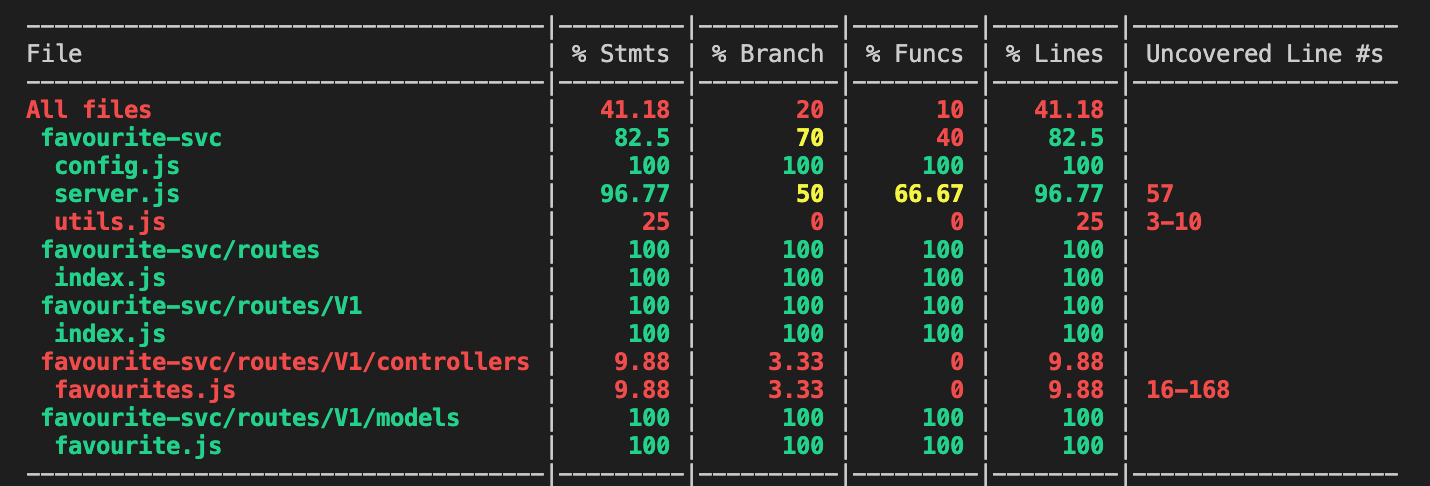 File | % Stmts | % Branch | % Funcs | % Lines | Uncovered Line #s
All files | 41.18 | 20 | 10 | 41.18 |
favourite-svc | 82.5 | 70 | 40 | 82.5 |
config.js | 100 | 100 | 100 | 100 |
server.js | 96.77 | 50 | 66.67 | 96.77 | 57
utils.js | 25 | 0 | 0 | 25 | 3-10
favourite-svc/routes | 100 | 100 | 100 | 100 |
index.js | 100 | 100 | 100 | 100 |
favourite-svc/routes/V1 | 100 | 100 | 100 | 100 |
index.js | 100 | 100 | 100 | 100 |
favourite-svc/routes/V1/controllers | 9.88 | 3.33 | 0 | 9.88 |
favourites.js | 9.88 | 3.33 | 0 | 9.88 | 16-168
favourite-svc/routes/V1/models | 100 | 100 | 100 | 100 |
favourite.js | 100 | 100 | 100 | 100 |